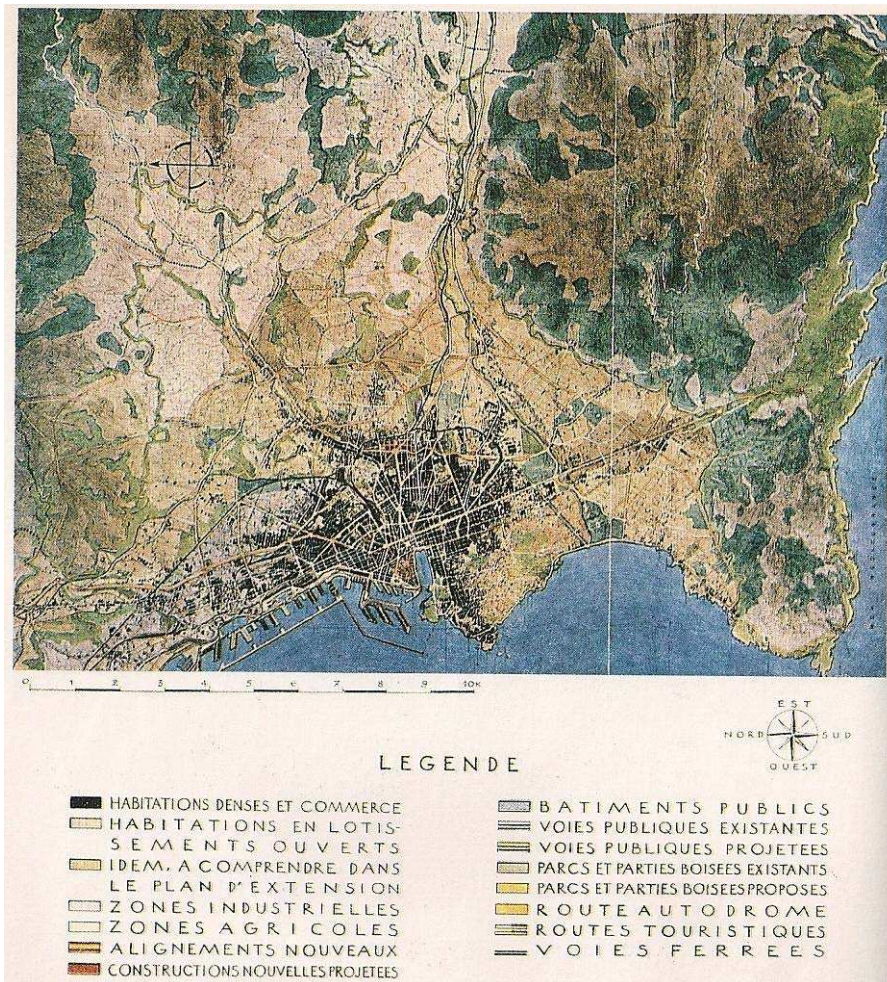 0 1 2 3 4 5 6 7 8 9 10K
EST
NORD SUD
OUEST
LEGENDE
HABITATIONS DENSES ET COMMERCE
HABITATIONS EN LOTIS-
SEMENTS OUVERTS
IDEM, A COMPRENDRE DANS
LE PLAN D'EXTENSION
ZONES INDUSTRIELLES
ZONES AGRICOLES
ALIGNEMENTS NOUVEAUX
CONSTRUCTIONS NOUVELLES PROJETEES
BATIMENTS PUBLICS
VOIES PUBLIQUES EXISTANTES
VOIES PUBLIQUES PROJETEES
PARCS ET PARTIES BOISEES EXISTANTS
PARCS ET PARTIES BOISEES PROPOSES
ROUTE AUTODROME
ROUTES TOURISTIQUES
VOIES FERREES